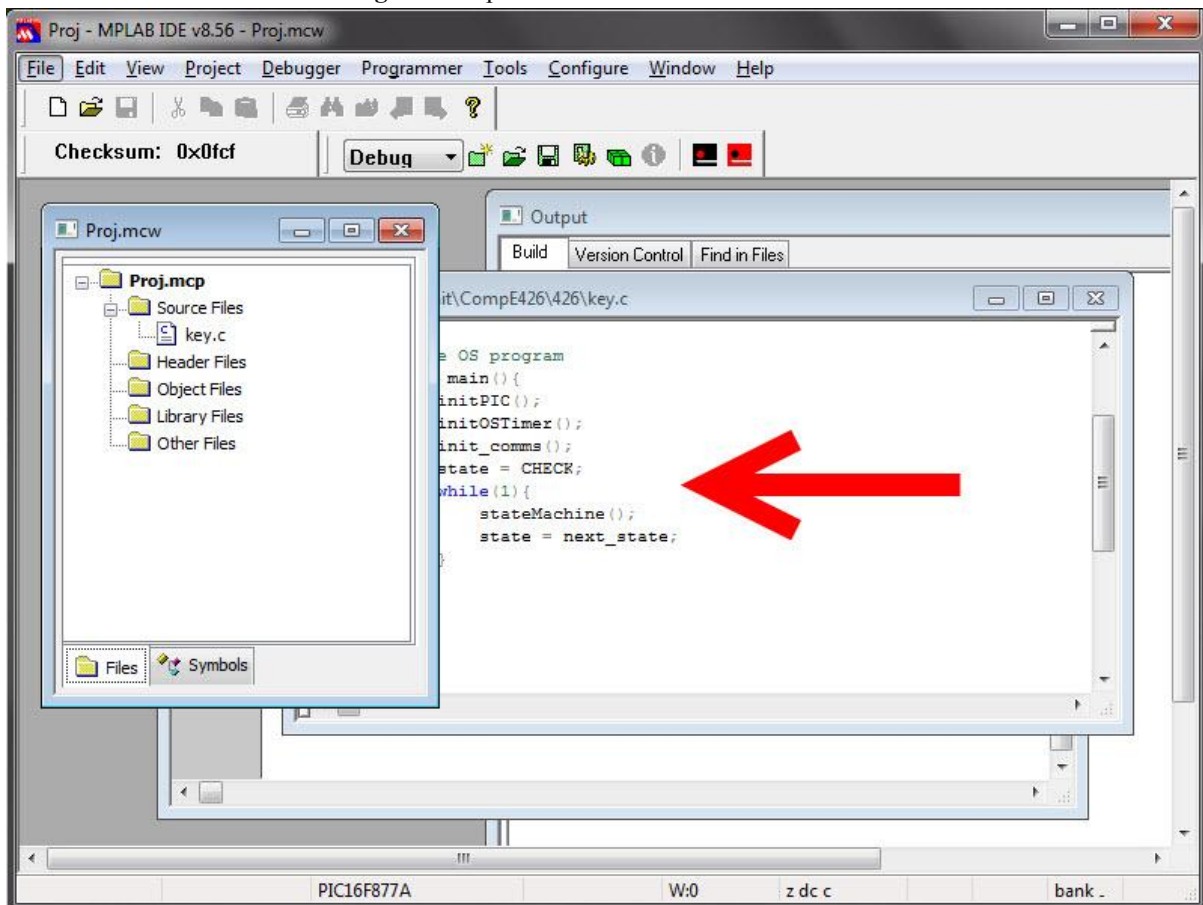 Proj - MPLAB IDE v8.56 - Proj.mcw
File Edit View Project Debugger Programmer Tools Configure Window Help
Checksum: 0x0fcf
Debug
Proj.mcw
Proj.mcp
Source Files
key.c
Header Files
Object Files
Library Files
Other Files
Files Symbols
Output
Build Version Control Find in Files
\CompE426\426\key.c
OS program
main(){
initPIC();
initOSTimer();
init_comms();
state = CHECK;
while(1){
stateMachine();
state = next_state;
}
PIC16F877A W:0 z dc c bank